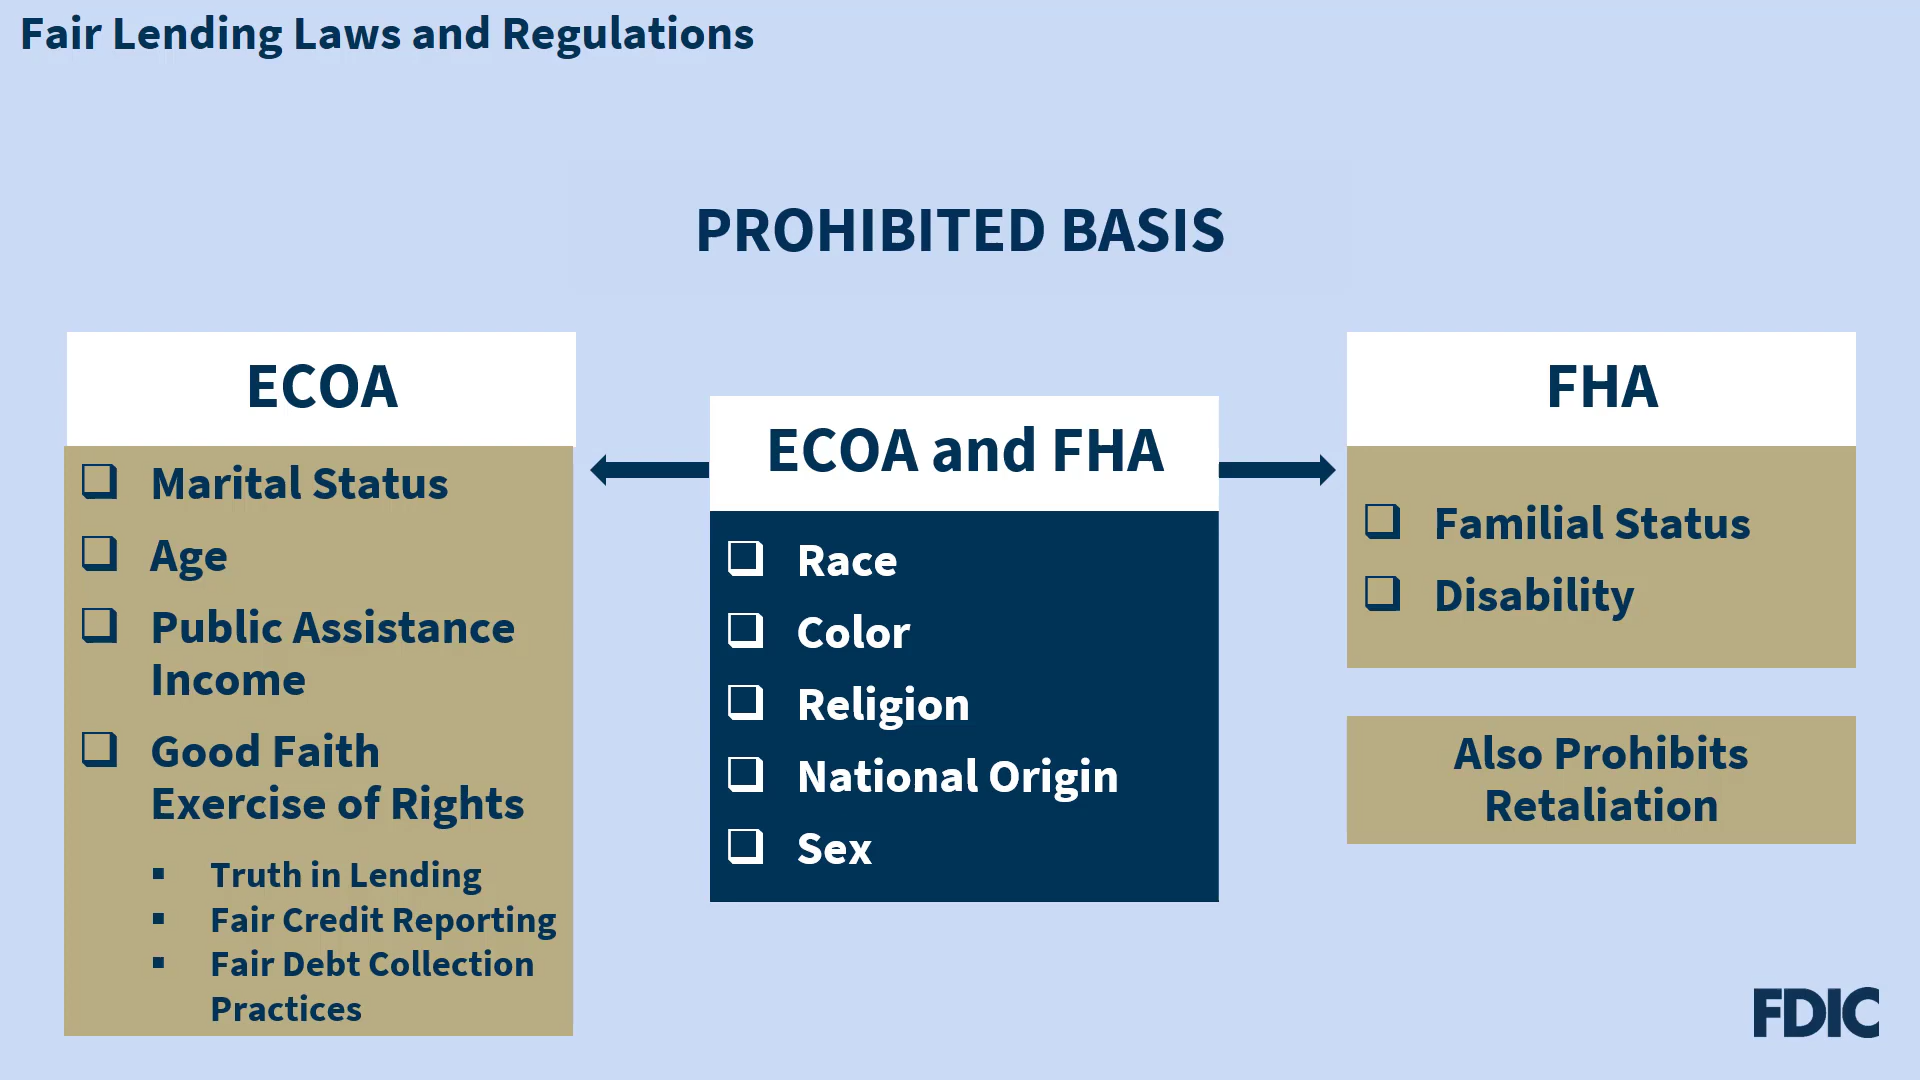 Fair Lending Laws and Regulations
PROHIBITED BASIS
ECOA
Marital Status
Age
Public Assistance
Income
Good Faith
Exercise of Rights
Truth in Lending
Fair Credit Reporting
Fair Debt Collection
Practices
ECOA and FHA
Race
Color
Religion
National Origin
Sex
FHA
Familial Status
Disability
Also Prohibits
Retaliation
FDIC